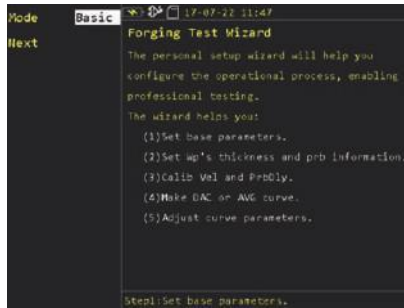 Mode Basic
Next
17-07-22 11:47
Forging Test Wizard
The personal setup wizard will help you
configure the operational process, enabling
professional testing.
The wizard helps you:
(1)Set base parameters.
(2)Set Wp's thickness and prb information.
(3)Calib Vel and PrbDly.
(4)Make DAC or AVG curve.
(5)Adjust curve parameters.
Step1:Set base parameters.